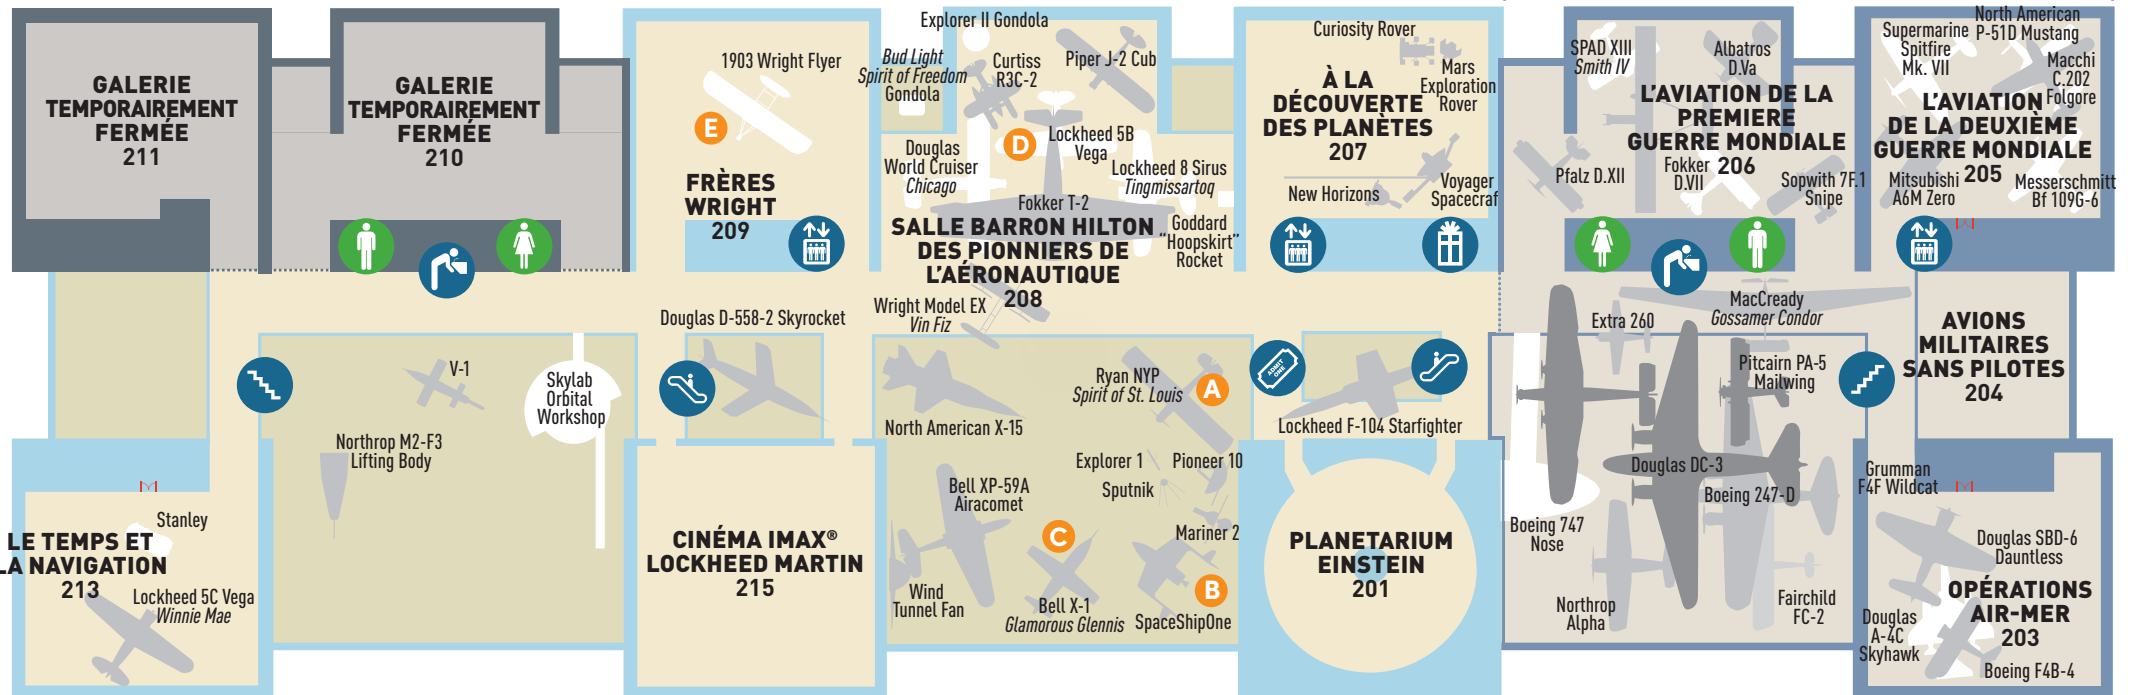 GALERIE
TEMPORAIREMENT
FERMÉE
211
GALERIE
TEMPORAIREMENT
FERMÉE
210
1903 Wright Flyer
E
FRÈRES
WRIGHT
209
Explorer II Gondola
Bud Light
Spirit of Freedom
Gondola
Curtiss
R3C-2
Piper J-2 Cub
D
Lockheed 5B
Vega
Douglas
World Cruiser
Chicago
Lockheed 8 Sirus
Tingmissartoq
Fokker T-2
SALLE BARRON HILTON
DES PIONNIERS DE
L'AÉRONAUTIQUE
208
Goddard
"Hoopskirt"
Rocket
Wright Model EX
Vin Fiz
Curiosity Rover
Mars
Exploration
Rover
À LA
DÉCOUVERTE
DES PLANÈTES
207
New Horizons
Voyager
Spacecraf
SPAD XIII
Smith IV
Albatros
D.Va
L'AVIATION DE LA
PREMIERE
GUERRE MONDIALE
206
Pfalz D.XII
Fokker
D.VII
Sopwith 7F.1
Snipe
Supermarine
Spitfire
Mk. VII
North American
P-51D Mustang
Macchi
C.202
Folgore
L'AVIATION
DE LA DEUXIÈME
GUERRE MONDIALE
205
Mitsubishi
A6M Zero
Messerschmitt
Bf 109G-6
V-1
Skylab
Orbital
Workshop
Northrop M2-F3
Lifting Body
Douglas D-558-2 Skyrocket
North American X-15
Ryan NYP
Spirit of St. Louis
A
ADMIT
ONE
Lockheed F-104 Starfighter
Explorer 1
Pioneer 10
Sputnik
Bell XP-59A
Airacomet
Mariner 2
C
B
Wind
Tunnel Fan
Bell X-1
Glamorous Glennis
SpaceShipOne
Stanley
LE TEMPS ET
LA NAVIGATION
213
Lockheed 5C Vega
Winnie Mae
CINÉMA IMAX®
LOCKHEED MARTIN
215
PLANETARIUM
EINSTEIN
201
Extra 260
MacCready
Gossamer Condor
Pitcairn PA-5
Mailwing
Douglas DC-3
Boeing 247-D
Boeing 747
Nose
Northrop
Alpha
Fairchild
FC-2
AVIONS
MILITAIRES
SANS PILOTES
204
Grumman
F4F Wildcat
Douglas SBD-6
Dauntless
OPÉRATIONS
AIR-MER
203
Douglas
A-4C
Skyhawk
Boeing F4B-4